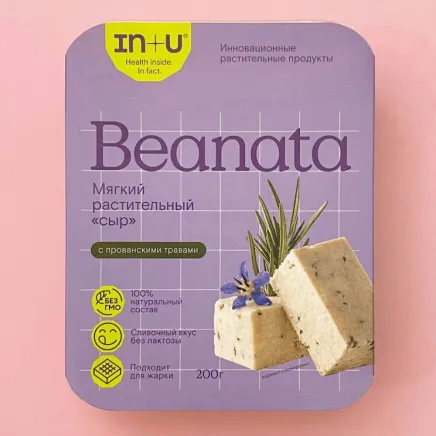 in+u®
Health inside.
In fact.
Инновационные
растительные продукты
Beanata
Мягкий
растительный
«сыр»
с прованскими травами
БЕЗ
ГМО
100%
натуральный
состав
Сливочный вкус
без лактозы
Подходит
для жарки
200г